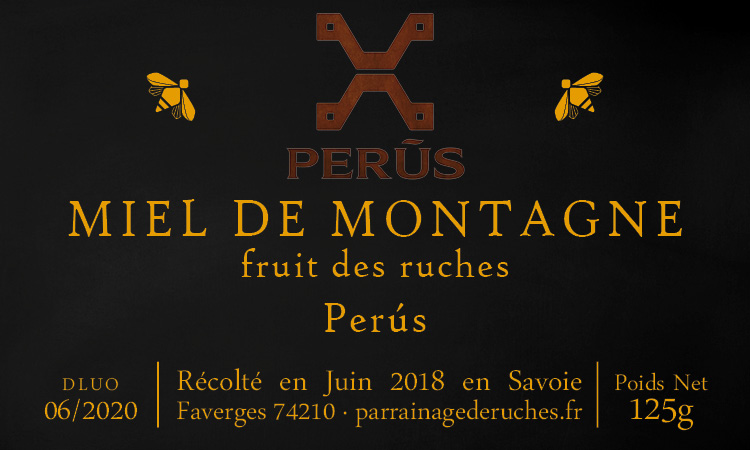 PERŨS
MIEL DE MONTAGNE
fruit des ruches
Perús
DLUO
06/2020
Récolté en Juin 2018 en Savoie
Faverges 74210 · parrainagederuches.fr
Poids Net
125g